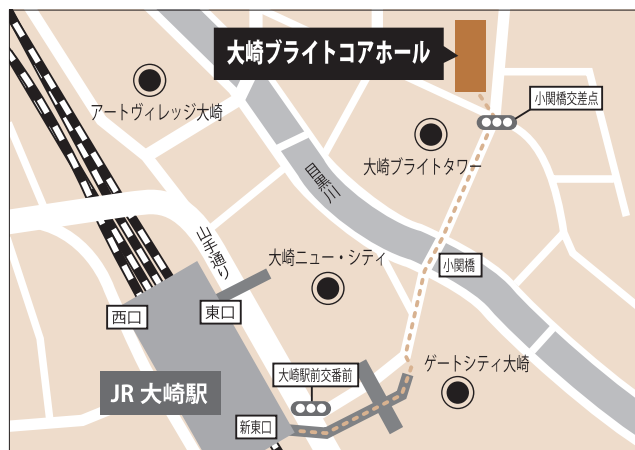 大崎ブライトコアホール
小関橋交差点
アートヴィレッジ大崎
大崎ブライトタワー
目黒川
山手通り
大崎ニュー・シティ
小関橋
西口
東口
ゲートシティ大崎
大崎駅前交番前
JR 大崎駅
新東口